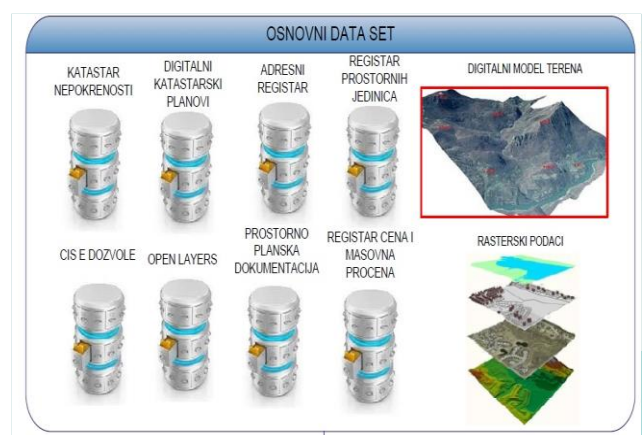 OSNOVNI DATA SET
KATASTAR
NEPOKRENOSTI
DIGITALNI
KATASTARSKI
PLANOVI
ADRESNI
REGISTAR
REGISTAR
PROSTORNIH
JEDINICA
DIGITALNI MODEL TERENA
CIS E DOZVOLE
OPEN LAYERS
PROSTORNO
PLANSKA
DOKUMENTACIJA
REGISTAR CENA I
MASOVNA
PROCENA
RASTERSKI PODACI